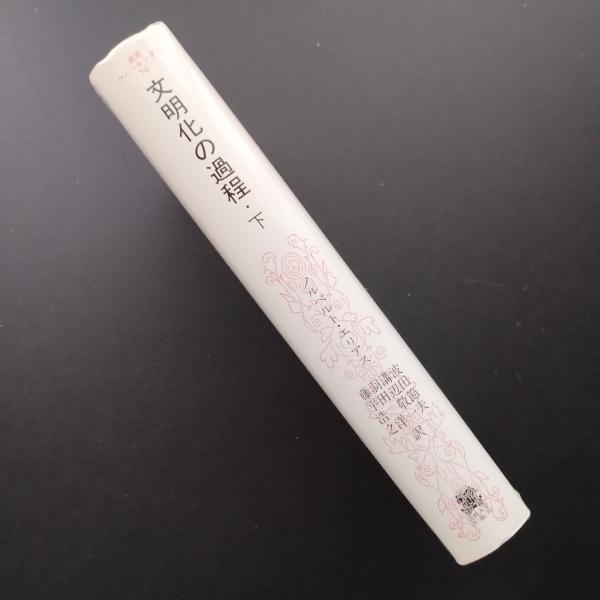 叢書
ウニベルシタス
76
文明化の過程・下
ノルベルト・エリアス
波田節夫
溝辺敬一
羽田洋
藤平浩之
訳